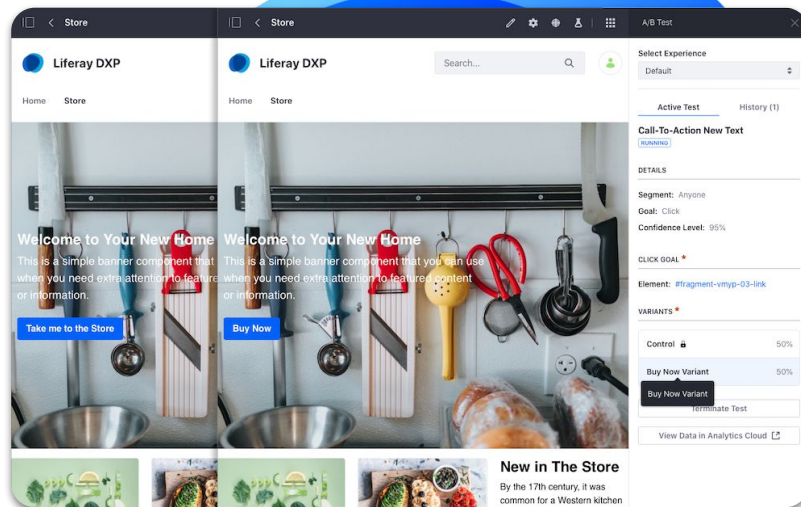 Store
Liferay DXP
Home Store
Welcome to Your New Home
This is a simple banner component that
when you need extra attention to feature
or information.
Take me to the Store
Store
Liferay DXP
Search...
Home Store
Welcome to Your New Home
This is a simple banner component that you can use
when you need extra attention to featured content
or information.
Buy Now
New in The Store
By the 17th century, it was
common for a Western kitchen
A/B Test
Select Experience
Default
Active Test History (1)
Call-To-Action New Text
RUNNING
DETAILS
Segment: Anyone
Goal: Click
Confidence Level: 95%
CLICK GOAL *
Element: #fragment-vmyp-03-link
VARIANTS *
Control 50%
Buy Now Variant 50%
Buy Now Variant
Terminate Test
View Data in Analytics Cloud